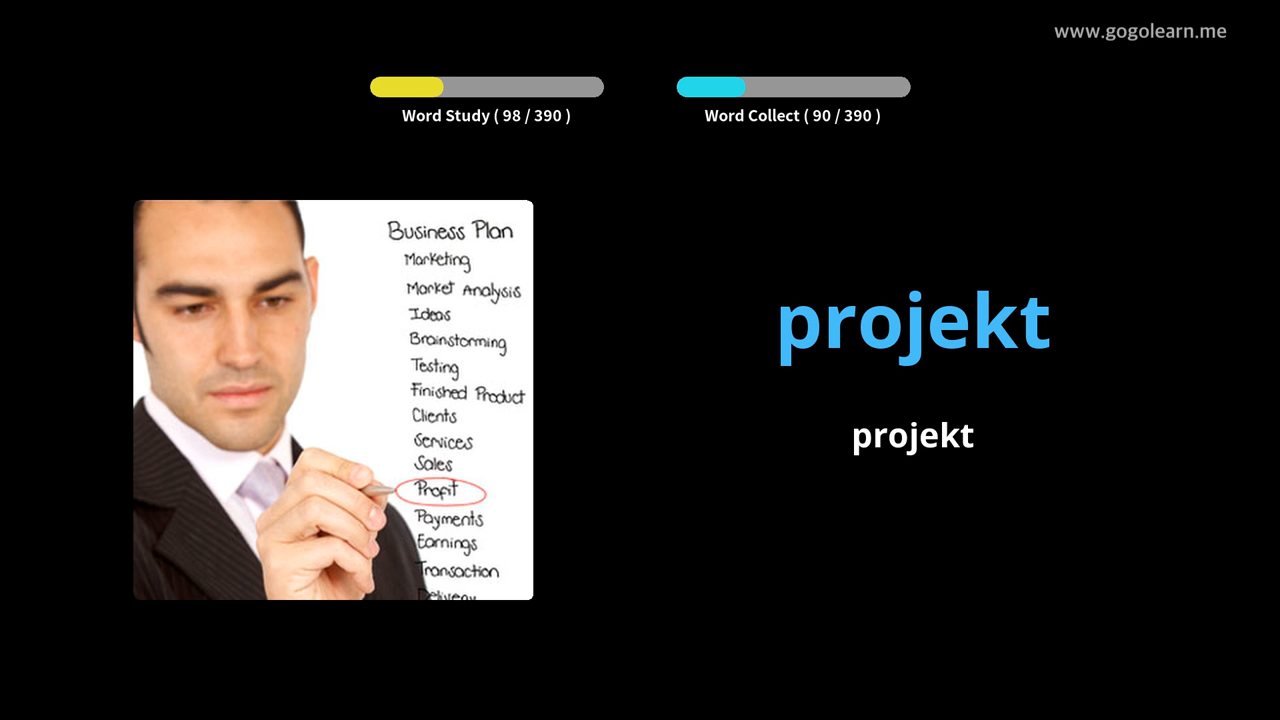 www.gogolearn.me
Word Study ( 98 / 390 )
Word Collect ( 90 / 390 )
Business Plan
Marketing
Market Analysis
Ideas
Brainstorming
Testing
Finished Product
Clients
Services
Sales
Profit
Payments
Earnings
Transaction
Delivery
projekt
projekt